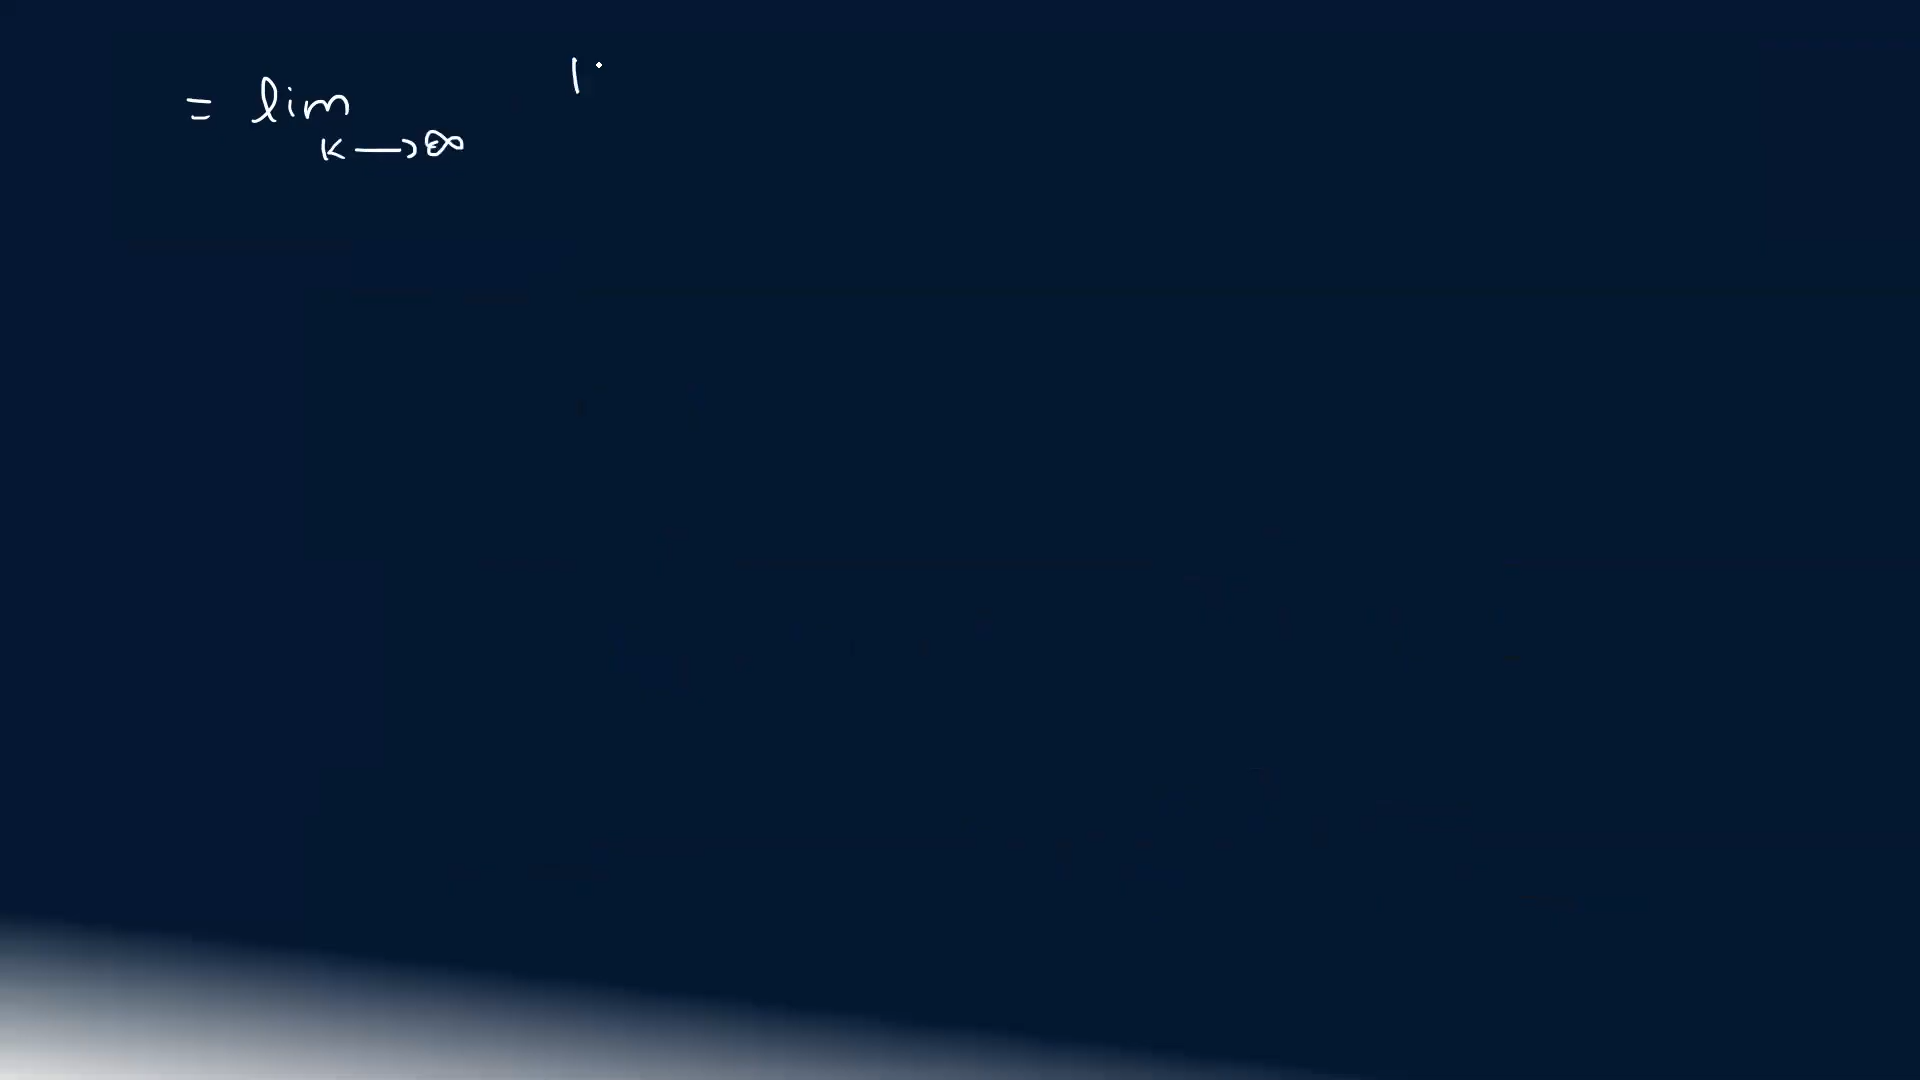 = lim
K → ∞